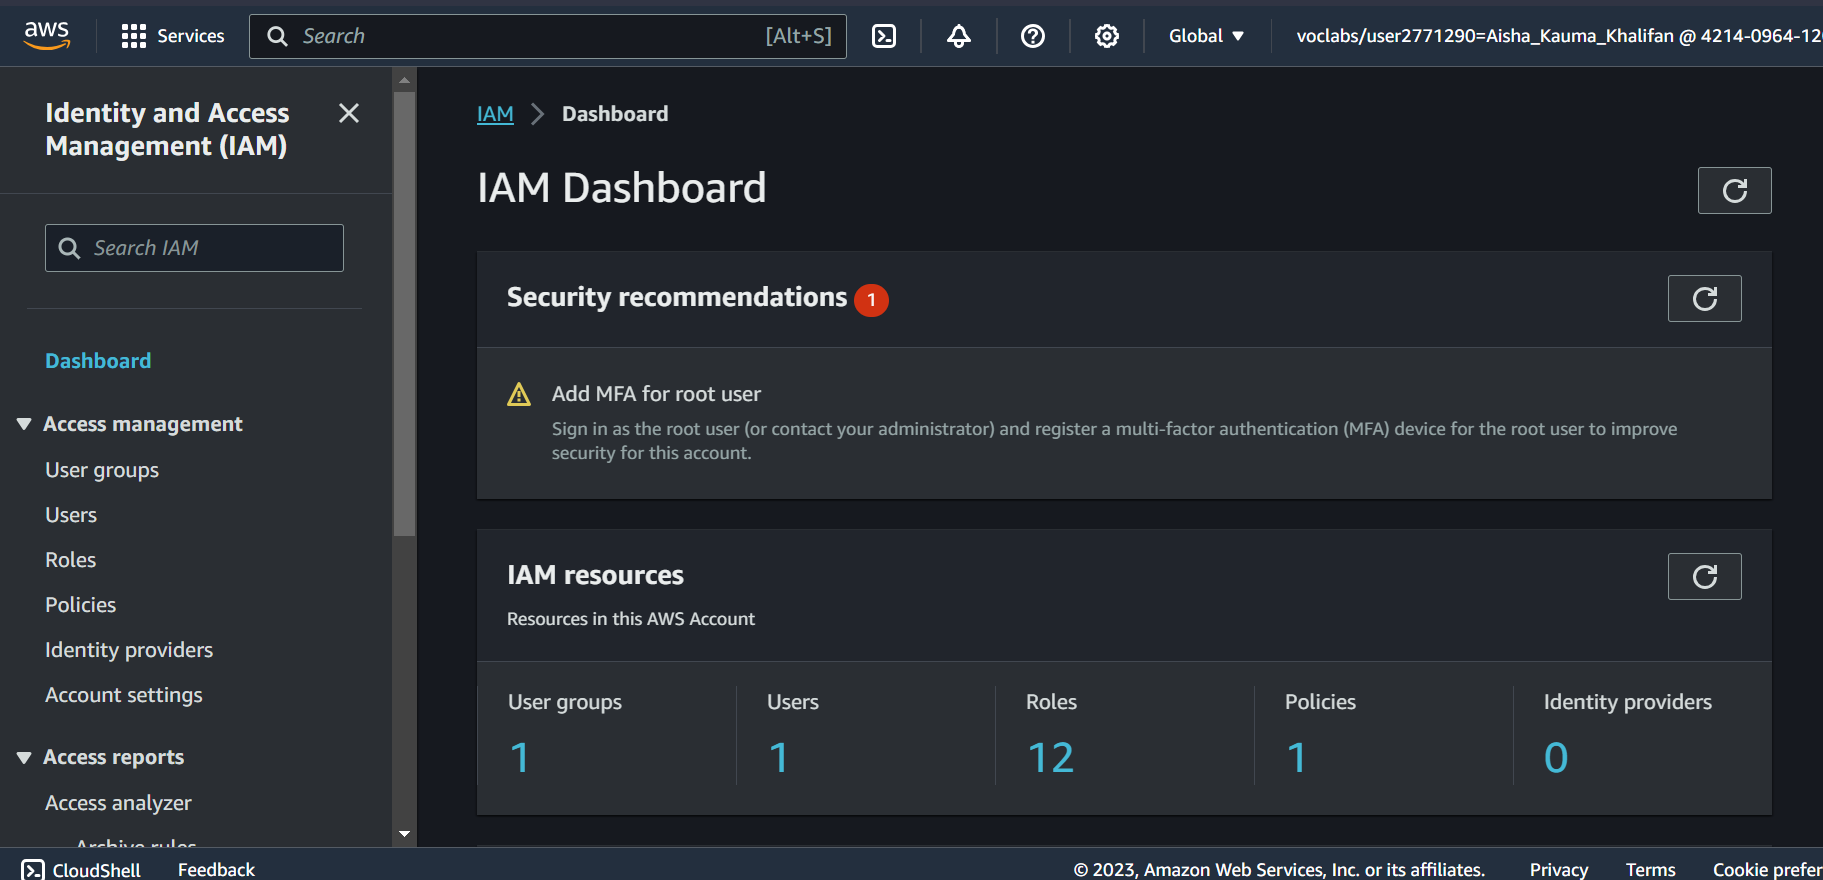 aws
Services
Search
[Alt+S]
Global
voclabs/user2771290=Aisha_Kauma_Khalifan @ 4214-0964-12
Identity and Access
Management (IAM)
Search IAM
Dashboard
Access management
User groups
Users
Roles
Policies
Identity providers
Account settings
Access reports
Access analyzer
Archive rules
IAM
Dashboard
IAM Dashboard
Security recommendations 1
Add MFA for root user
Sign in as the root user (or contact your administrator) and register a multi-factor authentication (MFA) device for the root user to improve
security for this account.
IAM resources
Resources in this AWS Account
User groups
1
Users
1
Roles
12
Policies
1
Identity providers
0
CloudShell
Feedback
© 2023, Amazon Web Services, Inc. or its affiliates.
Privacy
Terms
Cookie prefer